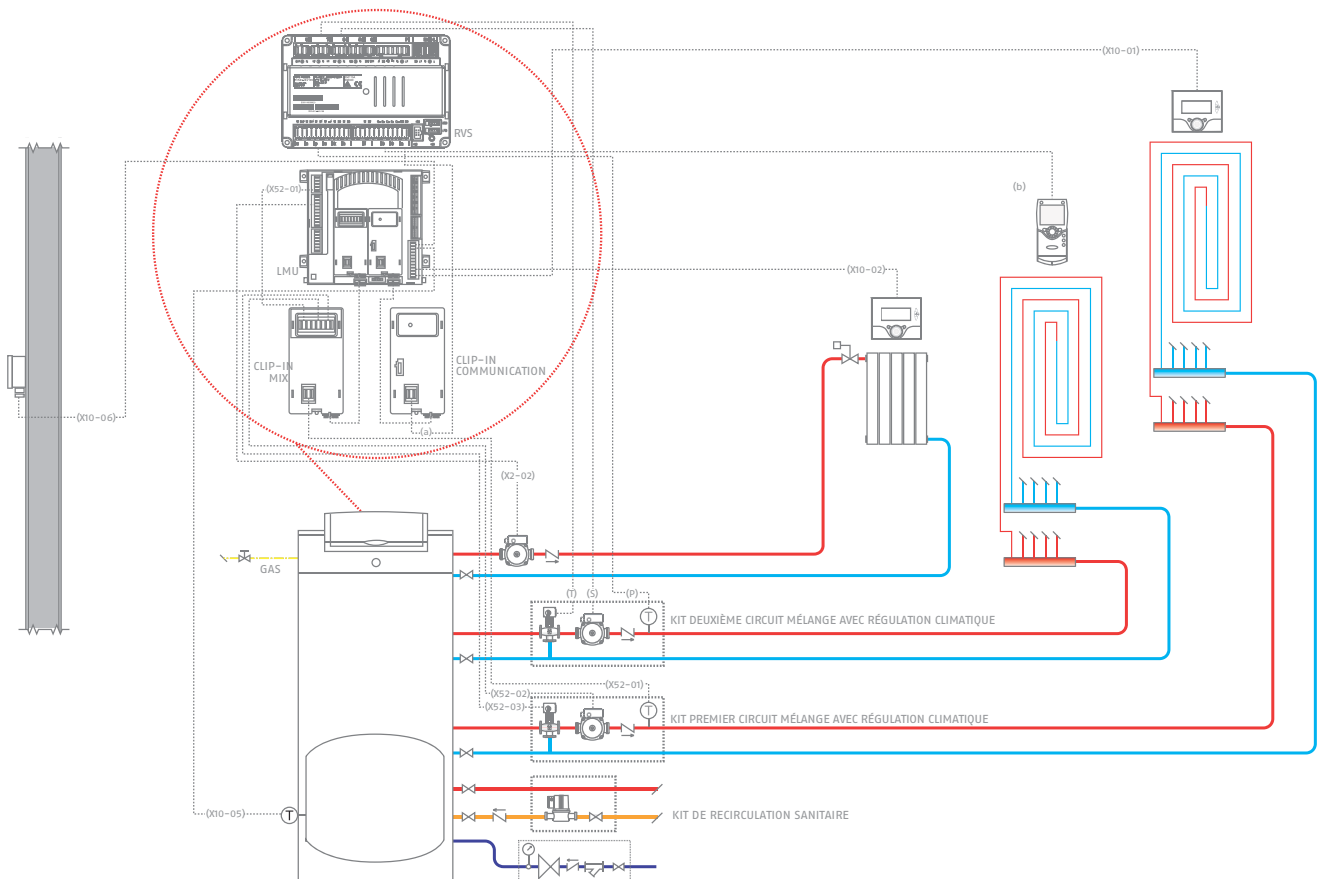 (X10-01)
RVS
(X52-01)
(b)
LMU
(X10-02)
CLIP-IN
MIX
CLIP-IN
COMMUNICATION
(X10-06)
(a)
(X2-02)
GAS
(T)
(S)
(P)
T
KIT DEUXIÈME CIRCUIT MÉLANGE AVEC RÉGULATION CLIMATIQUE
(X52-01)
(X52-02)
(X52-03)
T
KIT PREMIER CIRCUIT MÉLANGE AVEC RÉGULATION CLIMATIQUE
(X10-05)
T
KIT DE RECIRCULATION SANITAIRE